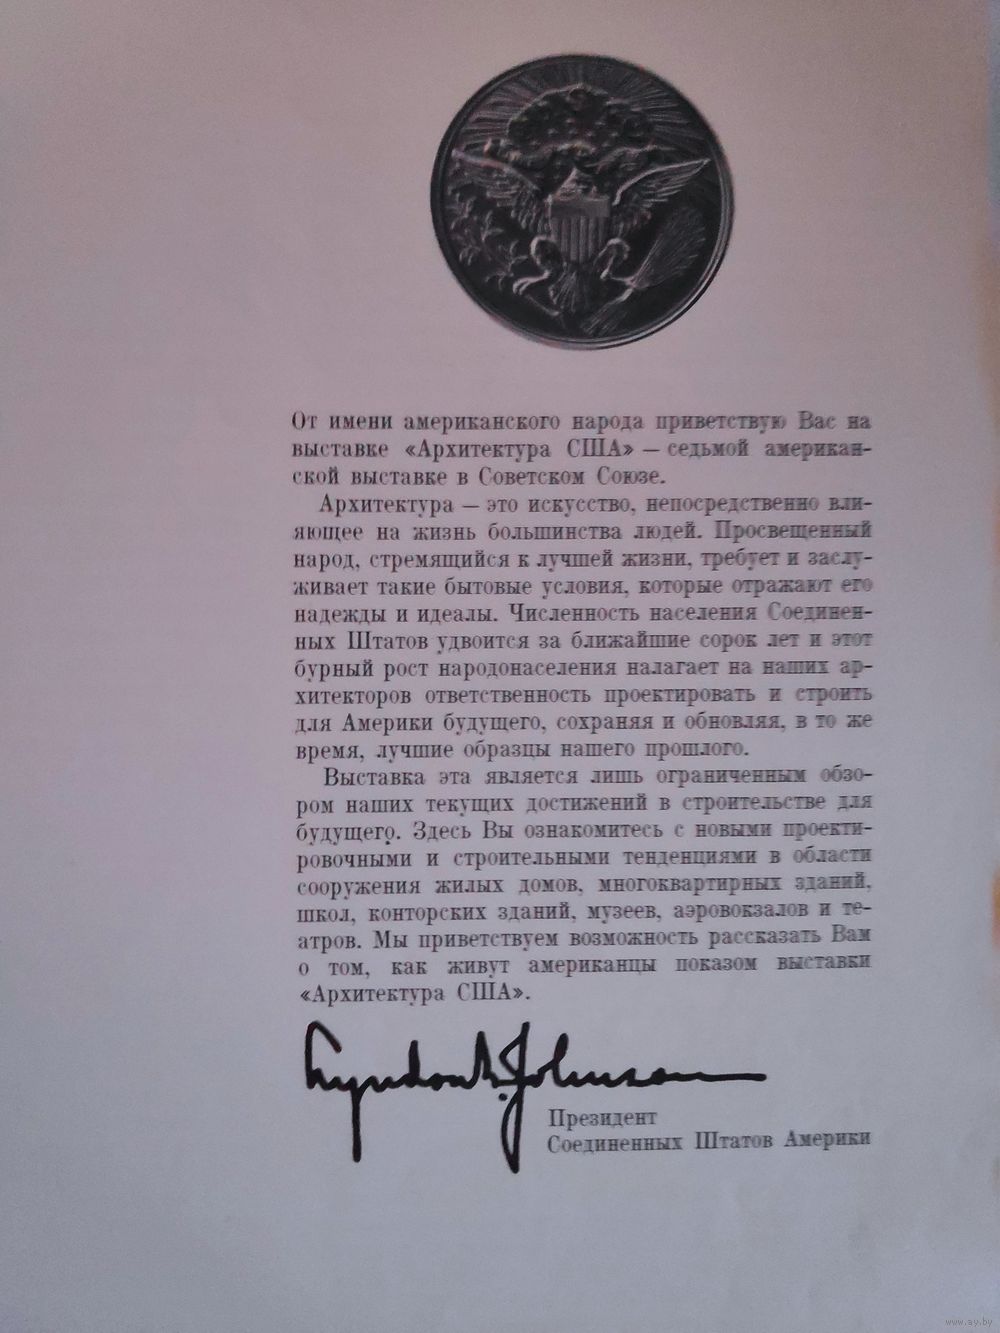 От имени американского народа приветствую Вас на
выставке «Архитектура США» — седьмой американ-
ской выставке в Советском Союзе.
Архитектура — это искусство, непосредственно вли-
яющее на жизнь большинства людей. Просвещенный
народ, стремящийся к лучшей жизни, требует и заслу-
живает такие бытовые условия, которые отражают его
надежды и идеалы. Численность населения Соединен-
ных Штатов удвоится за ближайшие сорок лет и этот
бурный рост народонаселения налагает на наших ар-
хитекторов ответственность проектировать и строить
для Америки будущего, сохраняя и обновляя, в то же
время, лучшие образцы нашего прошлого.
Выставка эта является лишь ограниченным обзо-
ром наших текущих достижений в строительстве для
будущего. Здесь Вы ознакомитесь с новыми проекти-
ровочными и строительными тенденциями в области
сооружения жилых домов, многоквартирных зданий,
школ, конторских зданий, музеев, аэровокзалов и те-
атров. Мы приветствуем возможность рассказать Вам
о том, как живут американцы показом выставки
«Архитектура США».
Lyndon B. Johnson
Президент
Соединенных Штатов Америки
www.ay.by